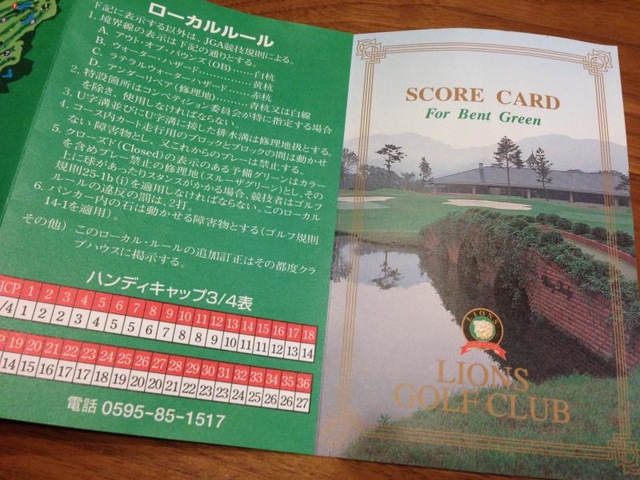 ローカルルール
下記に表示する以外は、JGA競技規則による。
1. 境界線の表示は下記の通りとする。
A. アウト・オブ・バウンズ(OB)……白杭
B. ウォーター・ハザード……………黄杭
C. ラテラルウォーター・ハザード……赤杭
D. アンダーリペア(修理地)……青杭又は白線
2. 特設箇所はコンペティション委員会が特に指定する場合
を除き、使用しなければならない。
3. U字溝並びにU字溝に接した排水溝は修理地扱とする。
4. コース内カート走行用のブロックとブロックの間は動かせ
ない障害物とし、又これからのプレーは禁止する。
5. クローズド(Closed)の表示のある予備グリーンはカラー
を含めプレー禁止の修理地(スルーザグリーン)とし、その
上に球があったりスタンスがかかる場合、競技者はゴルフ
規則25-1b(i)を適用しなければならない。このローカル
ルールの違反の罰は、2打。
6. バンカー内の石は動かせる障害物とする(ゴルフ規則
14-1を適用)。
その他) このローカル・ルールの追加訂正はその都度クラ
ブハウスに掲示する。
ハンディキャップ3/4表
ICP 1 2 3 4 5 6 7 8 9 10 11 12 13 14 15 16 17 18
/4 1 2 2 3 4 5 5 6 7 8 8 9 10 11 11 12 13 14
P 19 20 21 22 23 24 25 26 27 28 29 30 31 32 33 34 35 36
14 15 16 17 17 18 19 20 20 21 22 23 23 24 25 26 26 27
電話 0595-85-1517
SCORE CARD
For Bent Green
LIONS
LIONS
GOLF CLUB